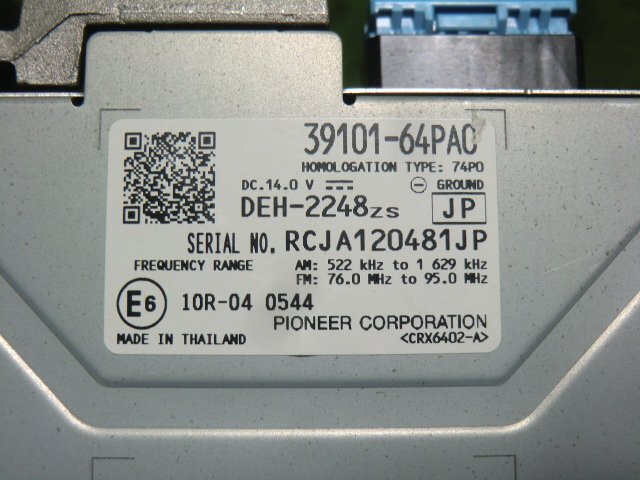 39101-64PA0
HOMOLOGATION TYPE: 74P0
DC.14.0 V ⎓ ⊖ GROUND
DEH-2248ZS JP
SERIAL NO. RCJA120481JP
FREQUENCY RANGE AM: 522 kHz to 1 629 kHz
FM: 76.0 MHz to 95.0 MHz
E6 10R-04 0544
PIONEER CORPORATION
MADE IN THAILAND <CRX6402-A>